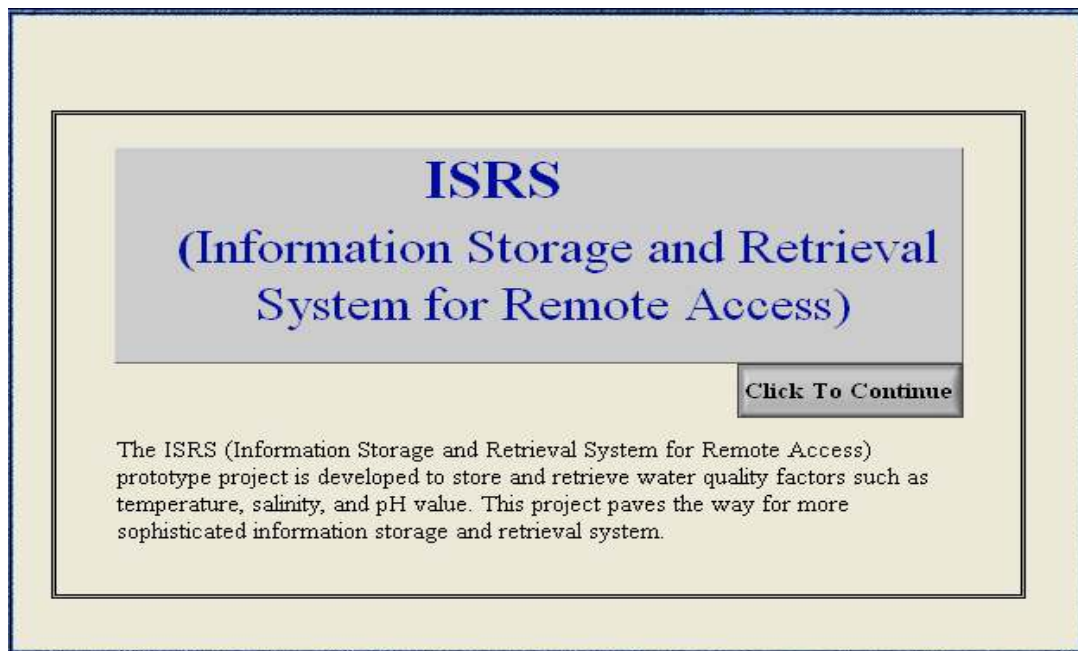 ISRS
(Information Storage and Retrieval
System for Remote Access)
Click To Continue
The ISRS (Information Storage and Retrieval System for Remote Access)
prototype project is developed to store and retrieve water quality factors such as
temperature, salinity, and pH value. This project paves the way for more
sophisticated information storage and retrieval system.